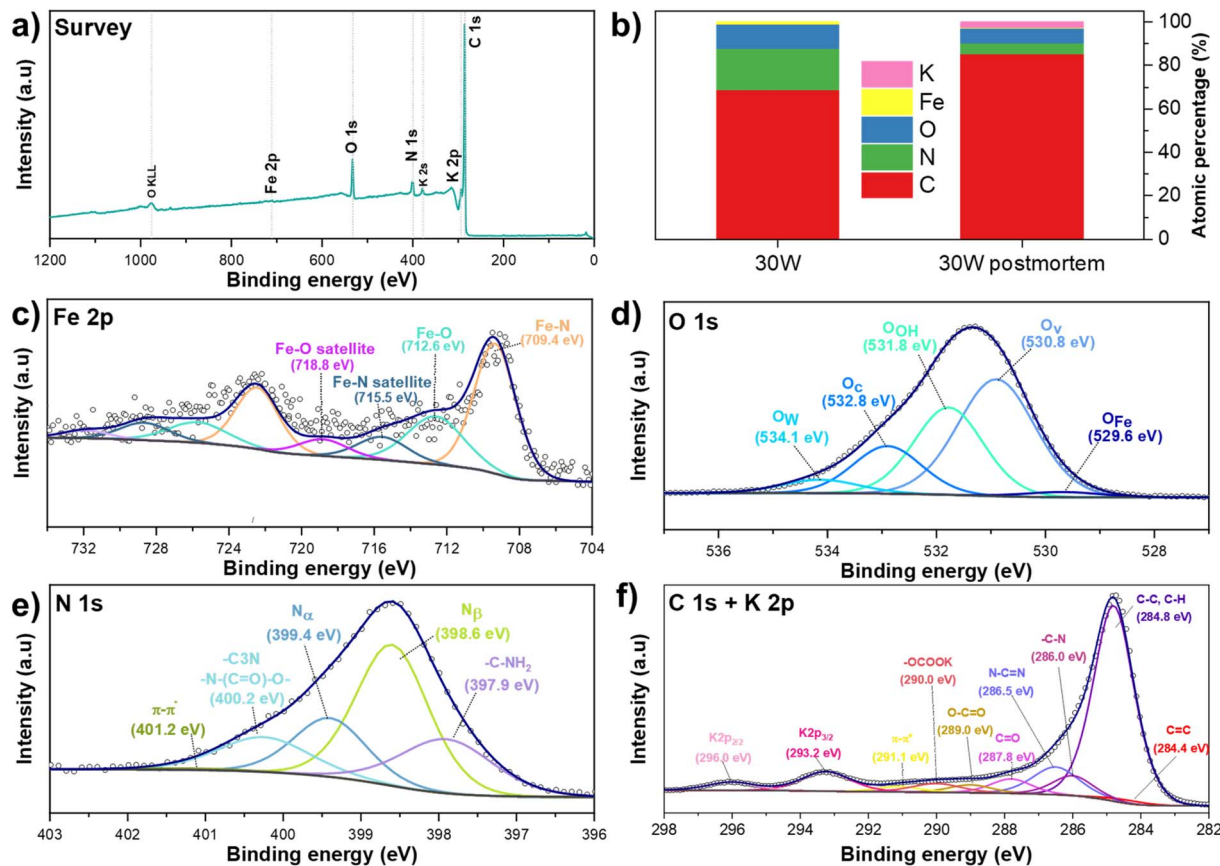 a) Survey
Intensity (a.u)
O KLL
Fe 2p
O 1s
N 1s
K 2s
K 2p
C 1s
1200 1000 800 600 400 200 0
Binding energy (eV)
b)
K
Fe
O
N
C
100
80
60
40
20
0
Atomic percentage (%)
30W 30W postmortem
c) Fe 2p
Intensity (a.u)
Fe-O satellite
(718.8 eV)
Fe-N satellite
(715.5 eV)
Fe-O
(712.6 eV)
Fe-N
(709.4 eV)
732 728 724 720 716 712 708 704
Binding energy (eV)
d) O 1s
Intensity (a.u)
OW
(534.1 eV)
OC
(532.8 eV)
OOH
(531.8 eV)
OV
(530.8 eV)
OFe
(529.6 eV)
536 534 532 530 528
Binding energy (eV)
e) N 1s
Intensity (a.u)
π-π*
(401.2 eV)
-C3N
-N-(C=O)-O-
(400.2 eV)
Nα
(399.4 eV)
Nβ
(398.6 eV)
-C-NH2
(397.9 eV)
403 402 401 400 399 398 397 396
Binding energy (eV)
f) C 1s + K 2p
Intensity (a.u)
K2p2/2
(296.0 eV)
K2p3/2
(293.2 eV)
π-π*
(291.1 eV)
-OCOOK
(290.0 eV)
O-C=O
(289.0 eV)
C=O
(287.8 eV)
N-C=N
(286.5 eV)
-C-N
(286.0 eV)
C-C, C-H
(284.8 eV)
C=C
(284.4 eV)
298 296 294 292 290 288 286 284 282
Binding energy (eV)